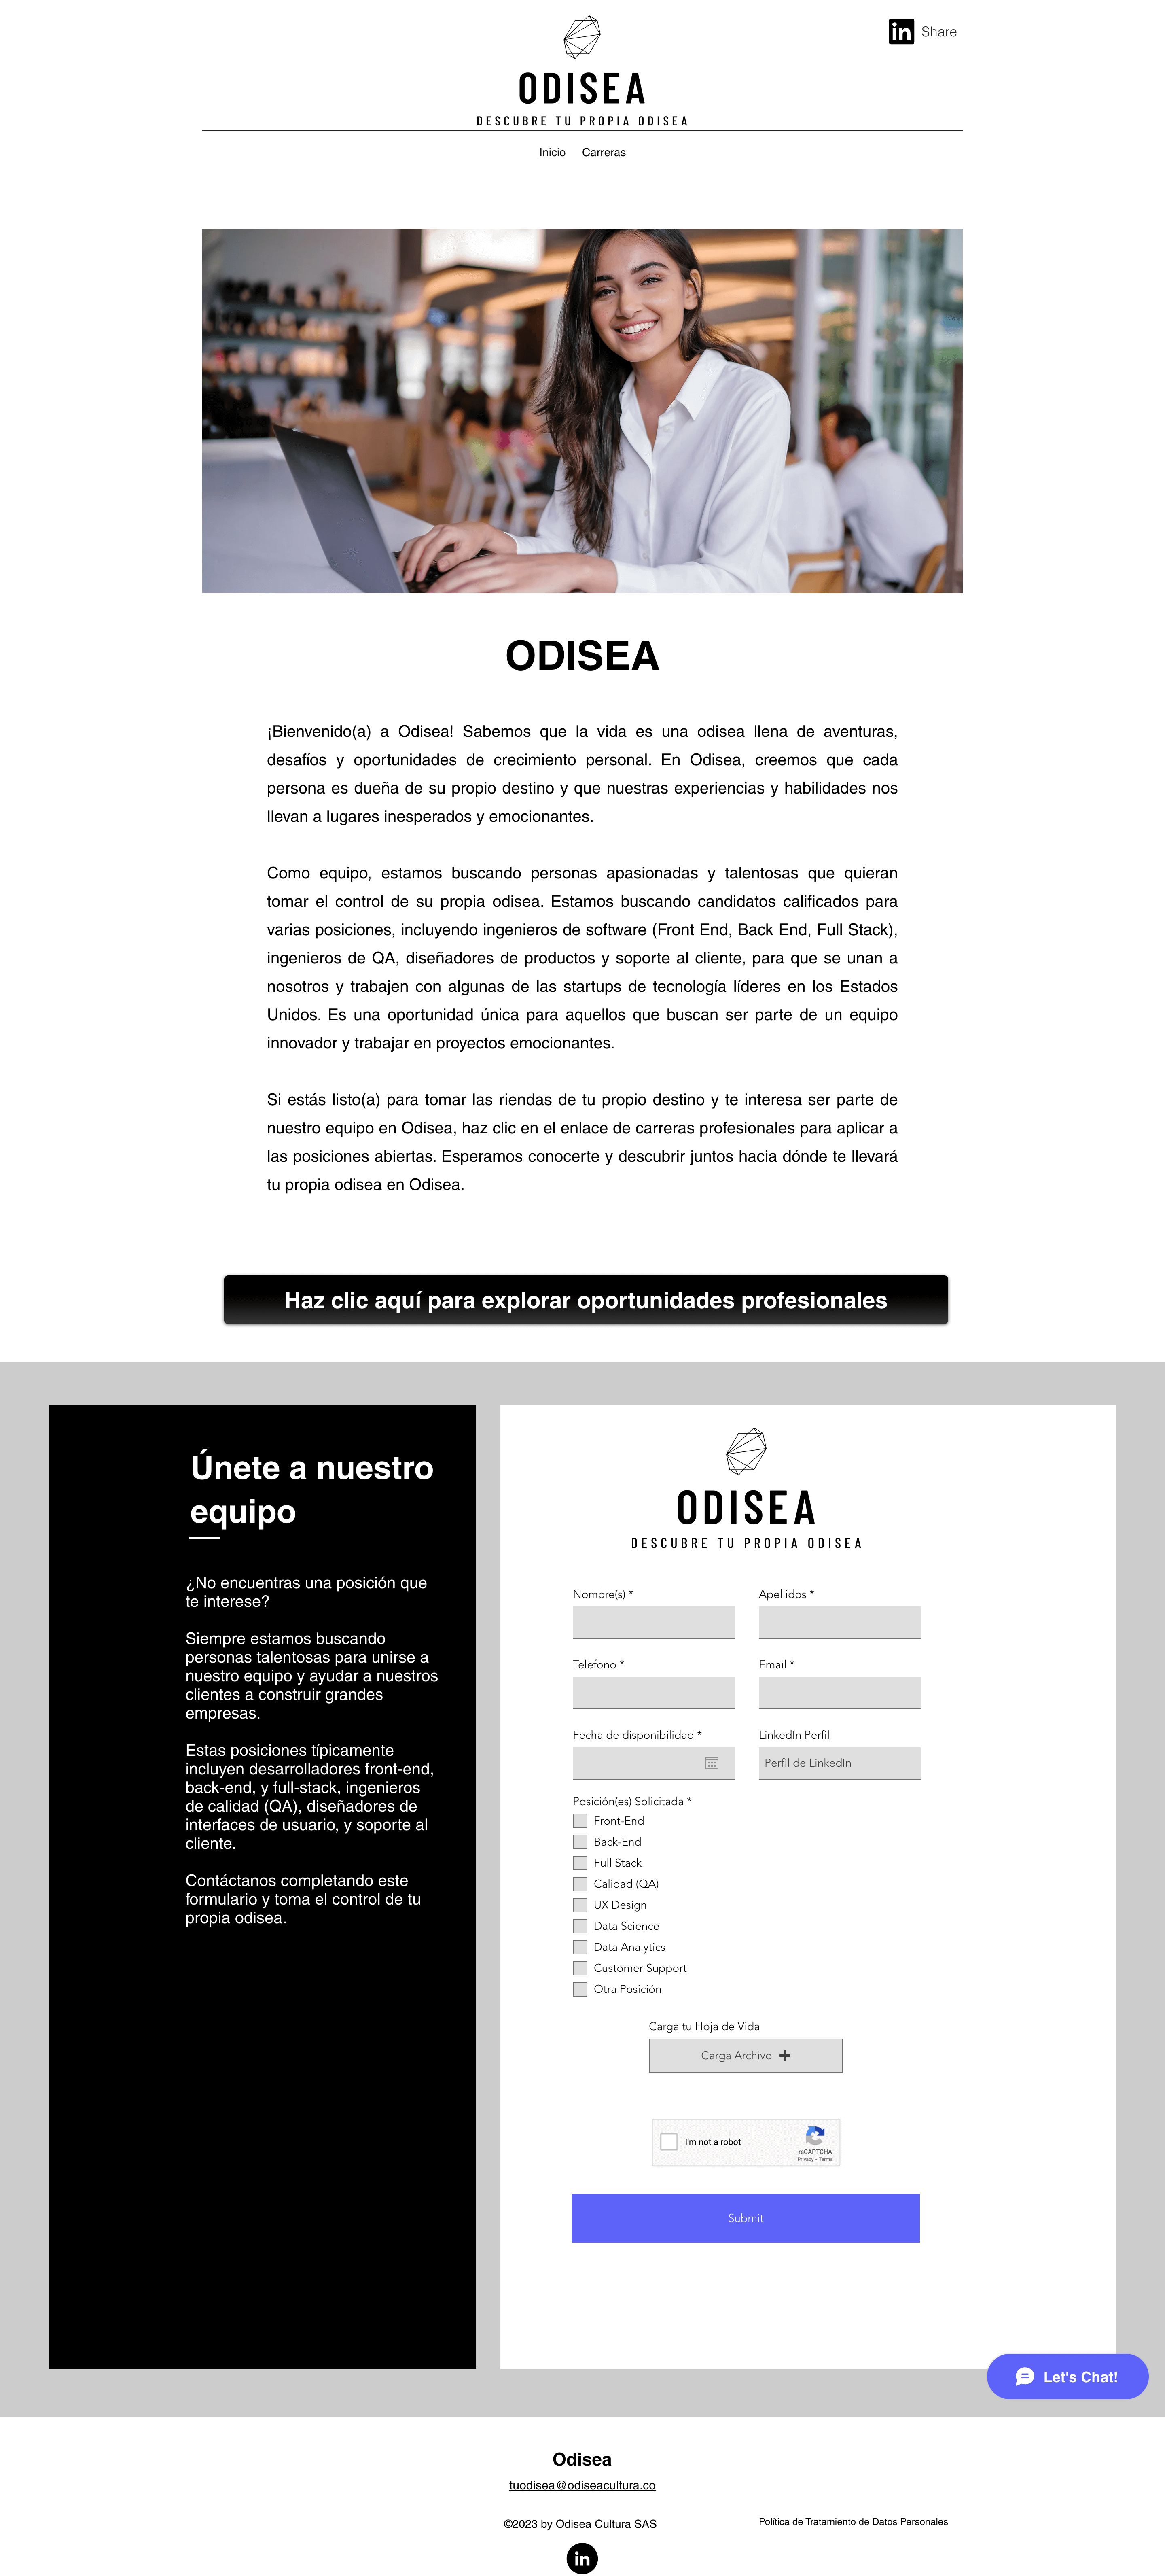 Share
ODISEA
DESCUBRE TU PROPIA ODISEA
Inicio Carreras
ODISEA
¡Bienvenido(a) a Odisea! Sabemos que la vida es una odisea llena de aventuras,
desafíos y oportunidades de crecimiento personal. En Odisea, creemos que cada
persona es dueña de su propio destino y que nuestras experiencias y habilidades nos
llevan a lugares inesperados y emocionantes.
Como equipo, estamos buscando personas apasionadas y talentosas que quieran
tomar el control de su propia odisea. Estamos buscando candidatos calificados para
varias posiciones, incluyendo ingenieros de software (Front End, Back End, Full Stack),
ingenieros de QA, diseñadores de productos y soporte al cliente, para que se unan a
nosotros y trabajen con algunas de las startups de tecnología líderes en los Estados
Unidos. Es una oportunidad única para aquellos que buscan ser parte de un equipo
innovador y trabajar en proyectos emocionantes.
Si estás listo(a) para tomar las riendas de tu propio destino y te interesa ser parte de
nuestro equipo en Odisea, haz clic en el enlace de carreras profesionales para aplicar a
las posiciones abiertas. Esperamos conocerte y descubrir juntos hacia dónde te llevará
tu propia odisea en Odisea.
Haz clic aquí para explorar oportunidades profesionales
Únete a nuestro
equipo
¿No encuentras una posición que
te interese?
Siempre estamos buscando
personas talentosas para unirse a
nuestro equipo y ayudar a nuestros
clientes a construir grandes
empresas.
Estas posiciones típicamente
incluyen desarrolladores front-end,
back-end, y full-stack, ingenieros
de calidad (QA), diseñadores de
interfaces de usuario, y soporte al
cliente.
Contáctanos completando este
formulario y toma el control de tu
propia odisea.
ODISEA
DESCUBRE TU PROPIA ODISEA
Nombre(s) * Apellidos *
Telefono * Email *
Fecha de disponibilidad * LinkedIn Perfil
Perfil de LinkedIn
Posición(es) Solicitada *
Front-End
Back-End
Full Stack
Calidad (QA)
UX Design
Data Science
Data Analytics
Customer Support
Otra Posición
Carga tu Hoja de Vida
Carga Archivo
I'm not a robot
reCAPTCHA
Privacy - Terms
Submit
Let's Chat!
Odisea
tuodisea@odiseacultura.co
©2023 by Odisea Cultura SAS
Política de Tratamiento de Datos Personales